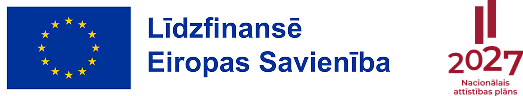 Līdzfinansē
Eiropas Savienība
2027
Nacionālais
attīstības plāns